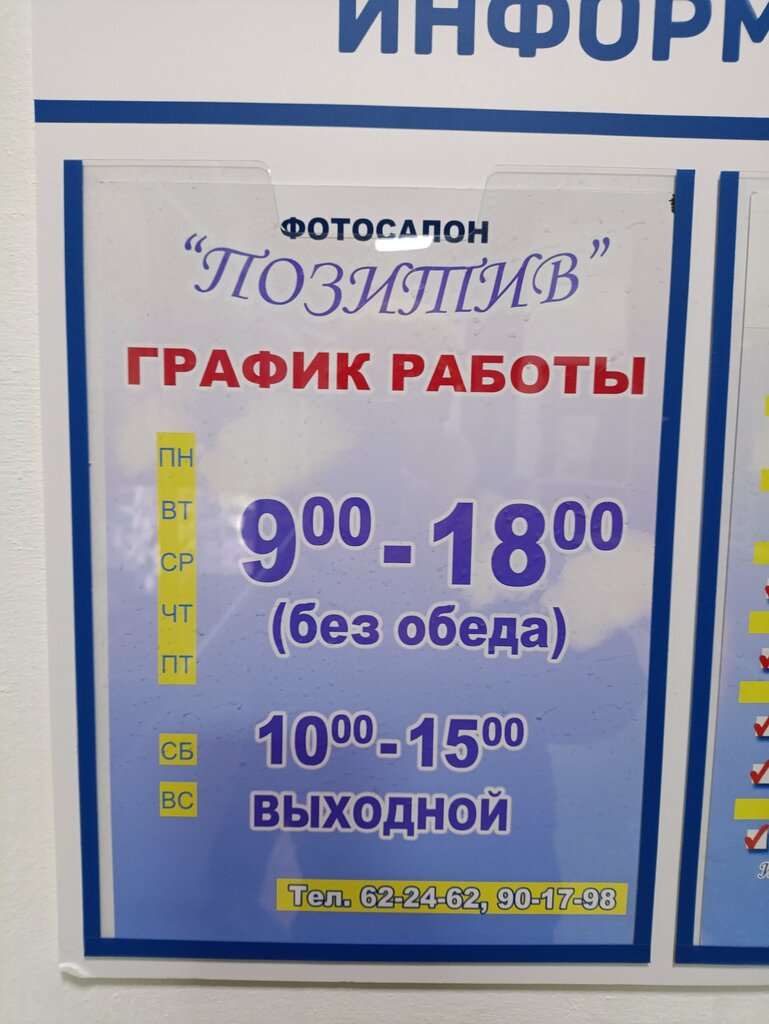 ИНФОРМ
ФОТОСАЛОН
"ПОЗИТИВ"
ГРАФИК РАБОТЫ
ПН
ВТ
СР
ЧТ
ПТ
9⁰⁰ - 18⁰⁰
(без обеда)
СБ
10⁰⁰-15⁰⁰
ВС
ВЫХОДНОЙ
Тел. 62-24-62, 90-17-98